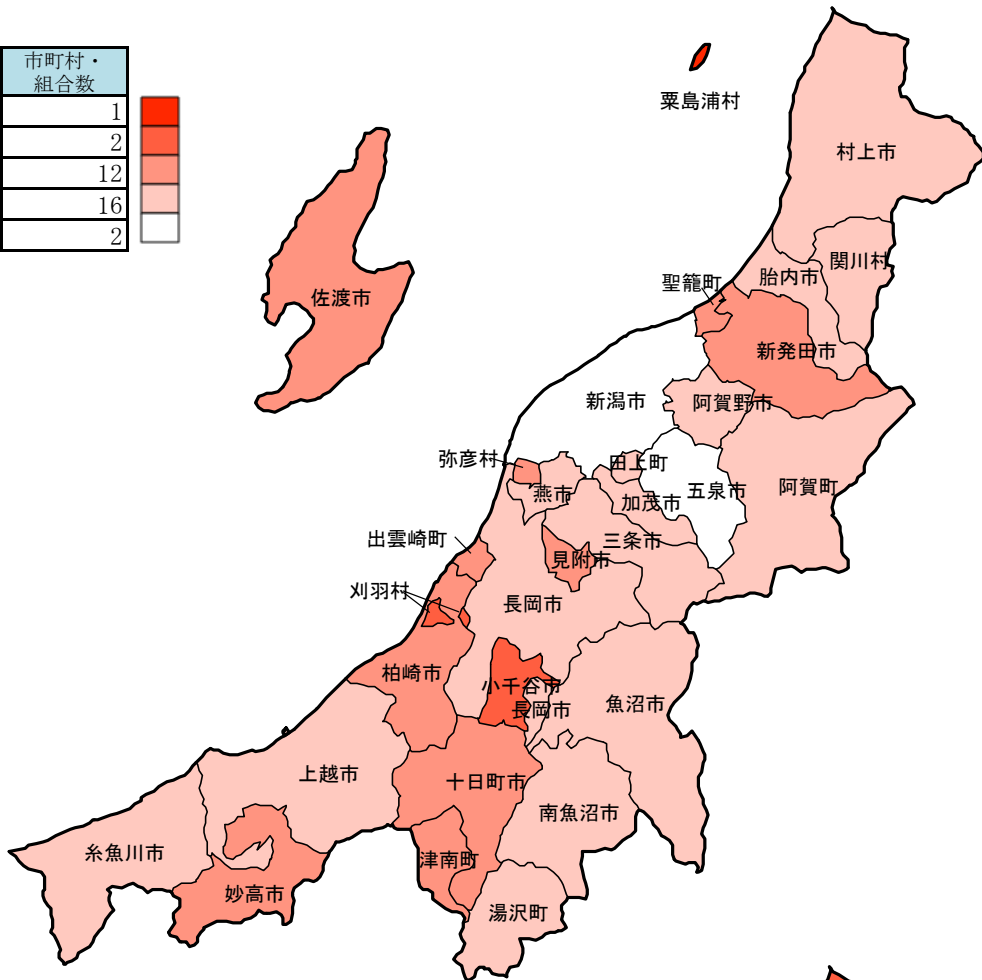 市町村・
組合数
1
2
12
16
2
粟島浦村
村上市
関川村
胎内市
聖籠町
佐渡市
新発田市
新潟市
阿賀野市
弥彦村
田上町
燕市
加茂市
五泉市
阿賀町
出雲崎町
三条市
見附市
刈羽村
長岡市
柏崎市
小千谷市
長岡市
魚沼市
上越市
十日町市
南魚沼市
糸魚川市
津南町
妙高市
湯沢町